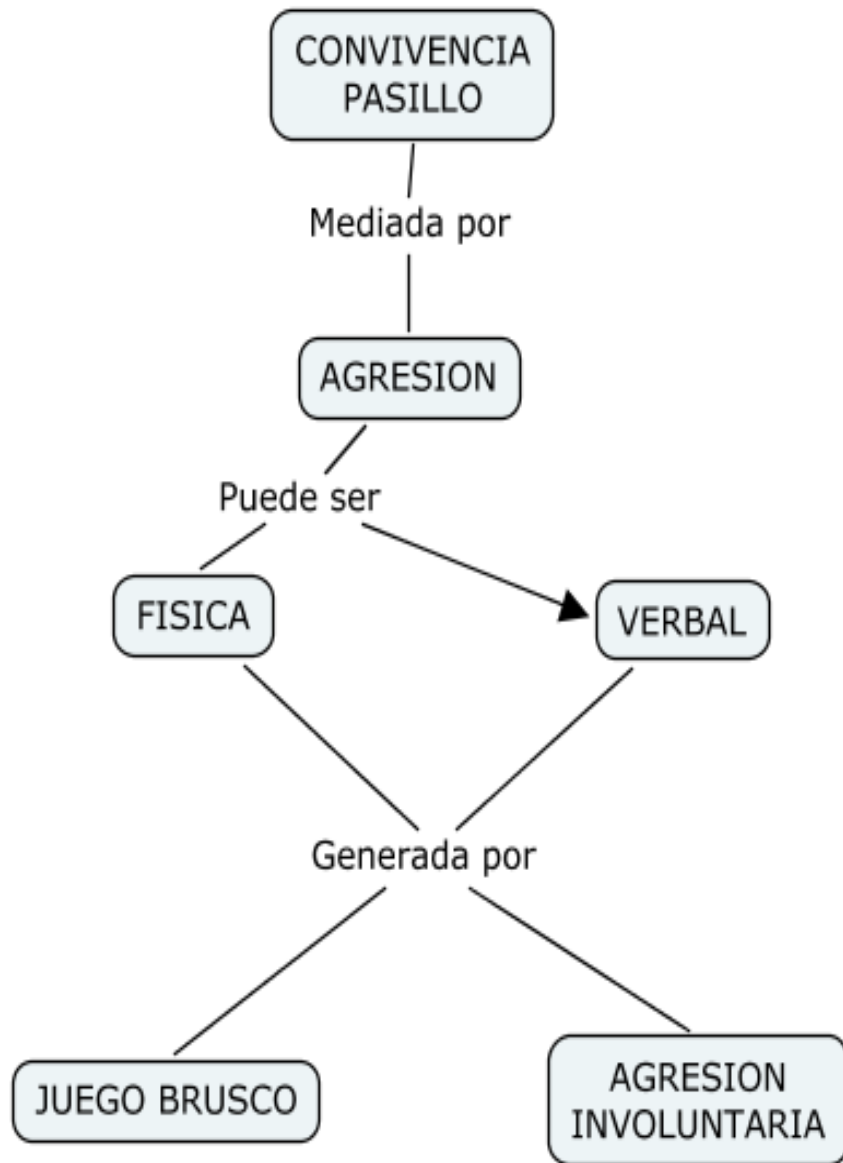 CONVIVENCIA
PASILLO
Mediada por
AGRESION
Puede ser
FISICA
VERBAL
Generada por
JUEGO BRUSCO
AGRESION
INVOLUNTARIA